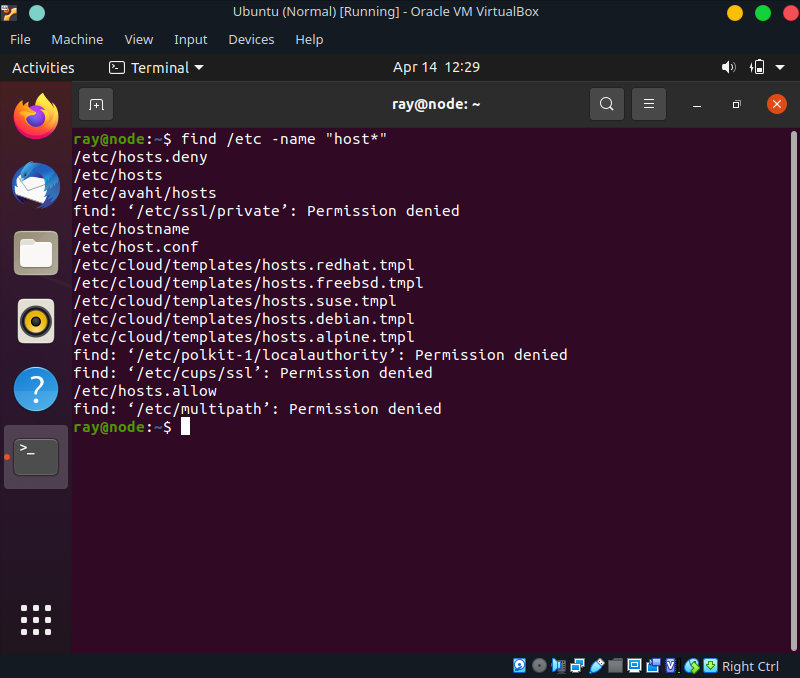 Ubuntu (Normal) [Running] - Oracle VM VirtualBox
File Machine View Input Devices Help
Activities Terminal Apr 14 12:29
ray@node: ~
ray@node:~$ find /etc -name "host*"
/etc/hosts.deny
/etc/hosts
/etc/avahi/hosts
find: ‘/etc/ssl/private’: Permission denied
/etc/hostname
/etc/host.conf
/etc/cloud/templates/hosts.redhat.tmpl
/etc/cloud/templates/hosts.freebsd.tmpl
/etc/cloud/templates/hosts.suse.tmpl
/etc/cloud/templates/hosts.debian.tmpl
/etc/cloud/templates/hosts.alpine.tmpl
find: ‘/etc/polkit-1/localauthority’: Permission denied
find: ‘/etc/cups/ssl’: Permission denied
/etc/hosts.allow
find: ‘/etc/multipath’: Permission denied
ray@node:~$
Right Ctrl